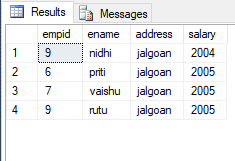 Results Messages
empid ename address salary
1 9 nidhi jalgoan 2004
2 6 priti jalgoan 2005
3 7 vaishu jalgoan 2005
4 9 rutu jalgoan 2005